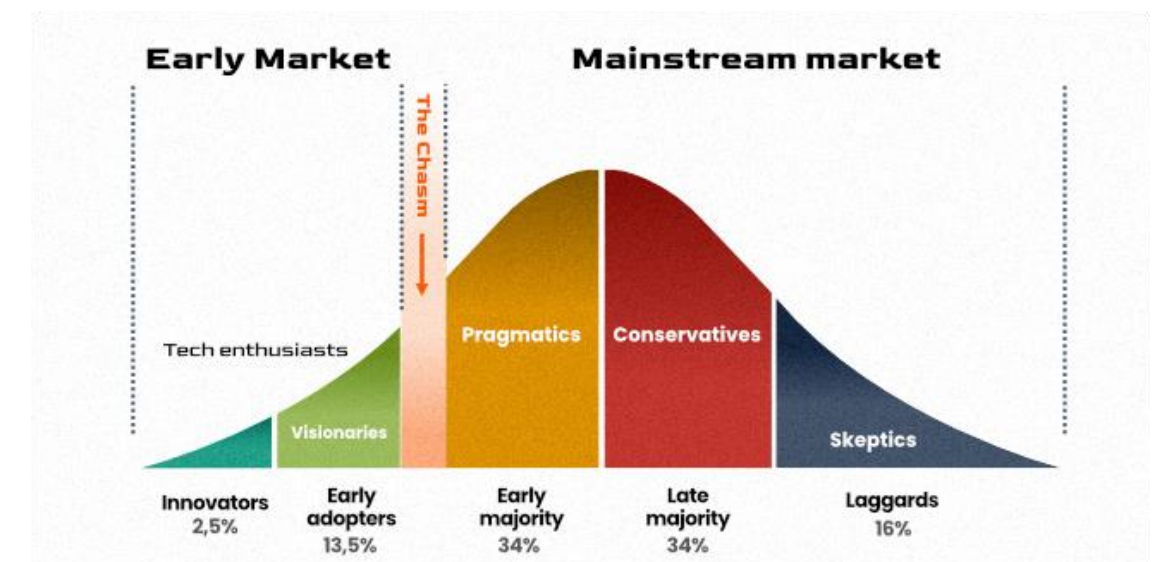 Early Market
Mainstream market
The Chasm
Tech enthusiasts
Visionaries
Pragmatics
Conservatives
Skeptics
Innovators
2,5%
Early
adopters
13,5%
Early
majority
34%
Late
majority
34%
Laggards
16%